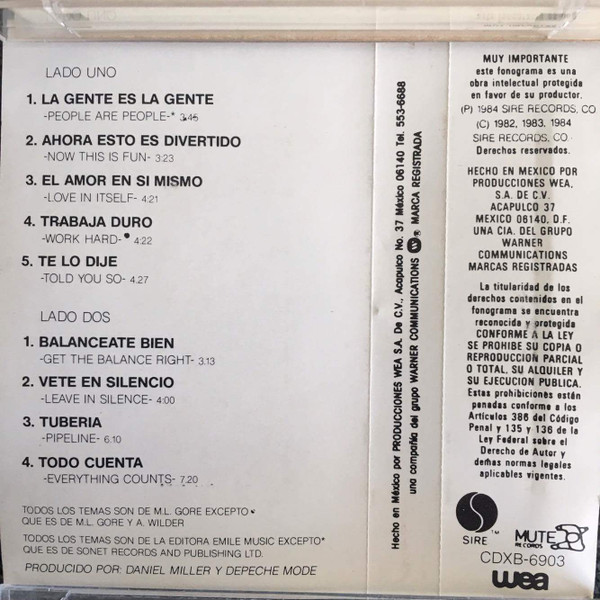 LADO UNO
1. LA GENTE ES LA GENTE
-PEOPLE ARE PEOPLE-* 3:45
2. AHORA ESTO ES DIVERTIDO
-NOW THIS IS FUN- 3:23
3. EL AMOR EN SI MISMO
-LOVE IN ITSELF- 4:21
4. TRABAJA DURO
-WORK HARD-* 4:22
5. TE LO DIJE
-TOLD YOU SO- 4:27
LADO DOS
1. BALANCEATE BIEN
-GET THE BALANCE RIGHT- 3.13
2. VETE EN SILENCIO
-LEAVE IN SILENCE- 4:00
3. TUBERIA
-PIPELINE- 6.10
4. TODO CUENTA
-EVERYTHING COUNTS- 7.20
TODOS LOS TEMAS SON DE M.L. GORE EXCEPTO*
QUE ES DE M.L. GORE Y A. WILDER
TODOS LOS TEMAS SON DE LA EDITORA EMILE MUSIC EXCEPTO*
QUE ES DE SONET RECORDS AND PUBLISHING LTD.
PRODUCIDO POR: DANIEL MILLER Y DEPECHE MODE
Hecho en México por PRODUCCIONES WEA S.A. De C.V., Acapulco No. 37 México 06140 Tel. 553-6688
una compañía del grupo WARNER COMMUNICATIONS ® MARCA REGISTRADA
MUY IMPORTANTE
este fonograma es una
obra intelectual protegida
en favor de su productor.
(P) 1984 SIRE RECORDS, CO
(C) 1982, 1983, 1984
SIRE RECORDS, CO.
Derechos reservados.
HECHO EN MEXICO POR
PRODUCCIONES WEA,
S.A. DE C.V.
ACAPULCO 37
MEXICO 06140, D.F.
UNA CIA. DEL GRUPO
WARNER
COMMUNICATIONS
MARCAS REGISTRADAS
La titularidad de los
derechos contenidos en el
fonograma se encuentra
reconocida y protegida
CONFORME A LA LEY
SE PROHIBE SU COPIA O
REPRODUCCION PARCIAL
O TOTAL, SU ALQUILER Y
SU EJECUCION PUBLICA.
Estas prohibiciones están
penadas conforme a los
Artículos 386 del Código
Penal y 135 y 136 de la
Ley Federal sobre el
Derecho de Autor y
demas normas legales
aplicables vigentes.
SIRE ™
MUTE
RECORDS
CDXB-6903
wea